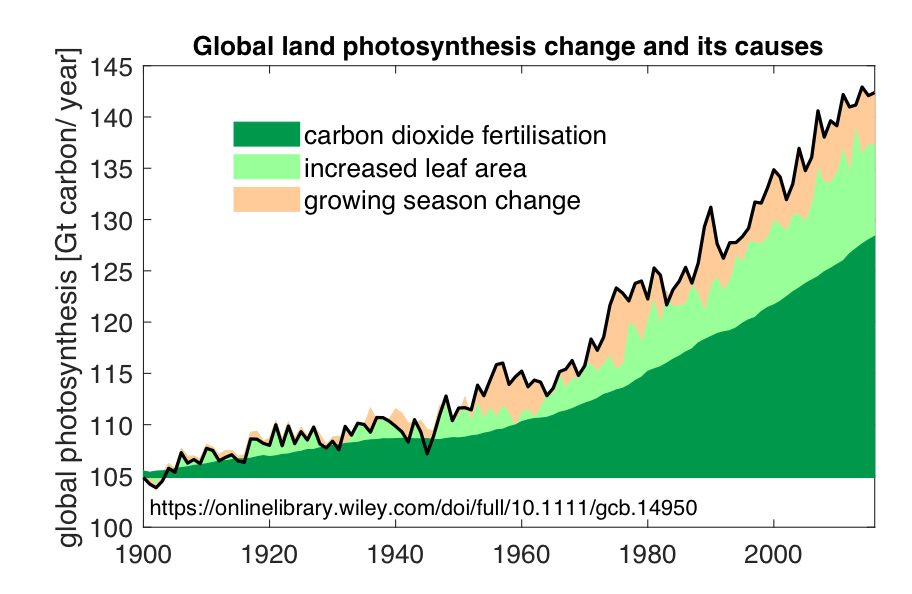 Global land photosynthesis change and its causes
global photosynthesis [Gt carbon/ year]
145
140
135
130
125
120
115
110
105
100
carbon dioxide fertilisation
increased leaf area
growing season change
https://onlinelibrary.wiley.com/doi/full/10.1111/gcb.14950
1900 1920 1940 1960 1980 2000